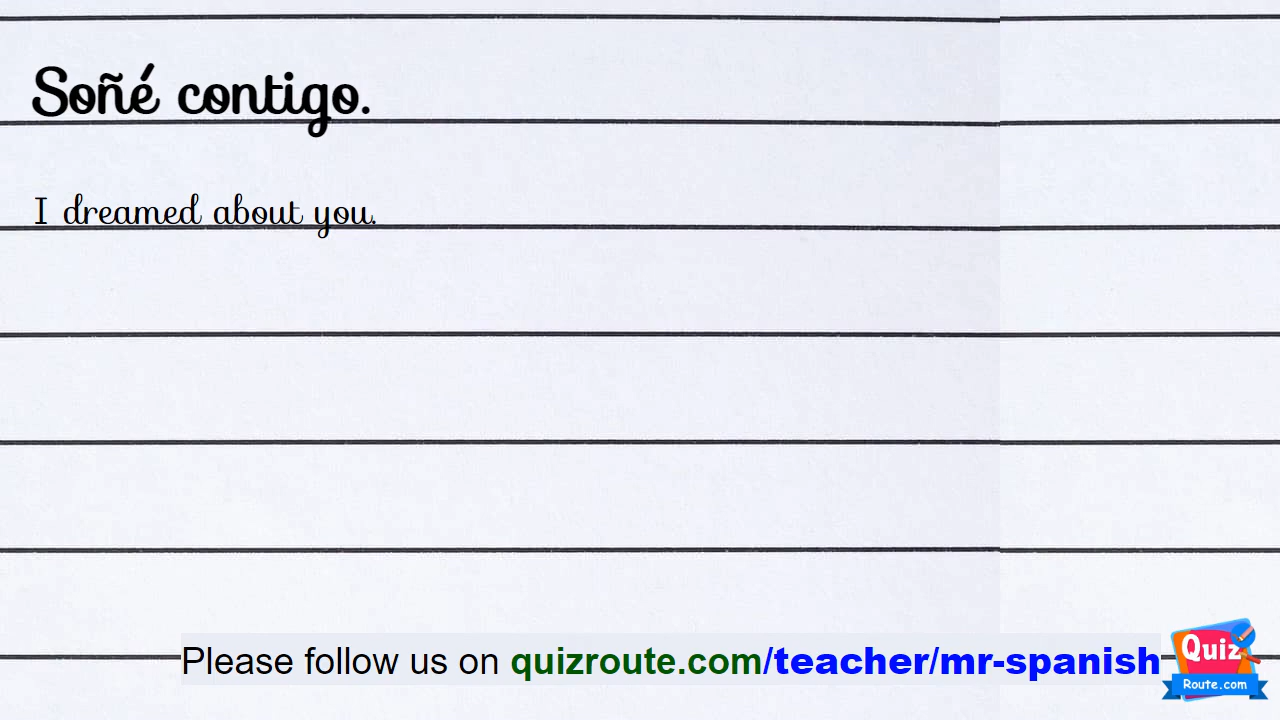 Soñé contigo.
I dreamed about you.
Please follow us on quizroute.com/teacher/mr-spanish
Quiz
Route.com